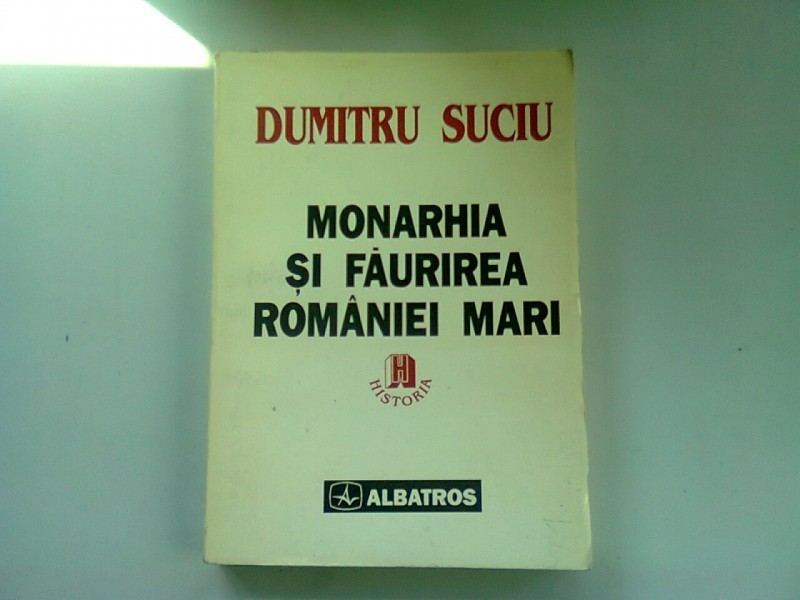 DUMITRU SUCIU
MONARHIA
ȘI FĂURIREA
ROMÂNIEI MARI
H
HISTORIA
ALBATROS